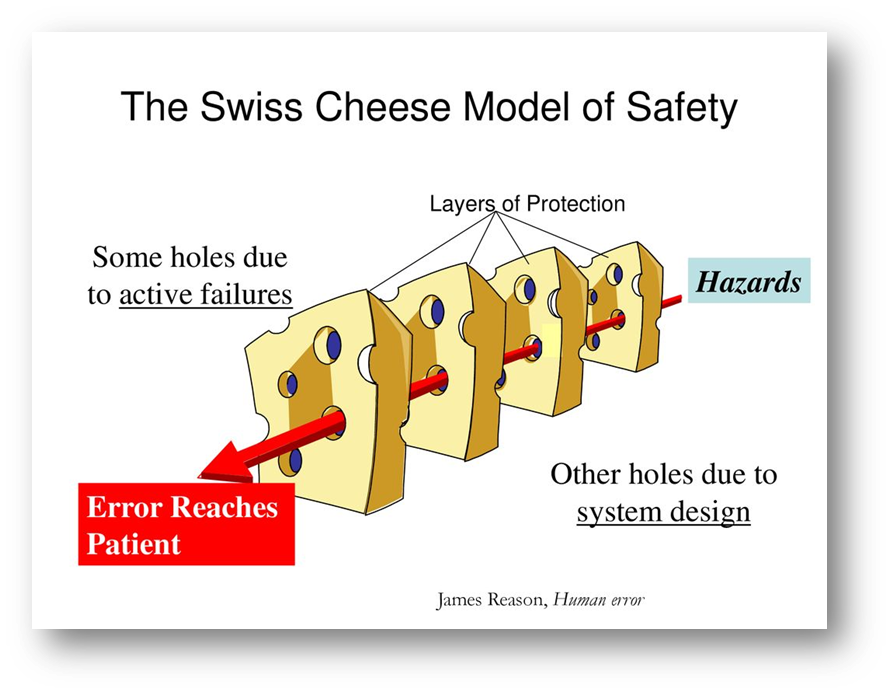 The Swiss Cheese Model of Safety
Layers of Protection
Some holes due
to active failures
Hazards
Error Reaches
Patient
Other holes due to
system design
James Reason, Human error